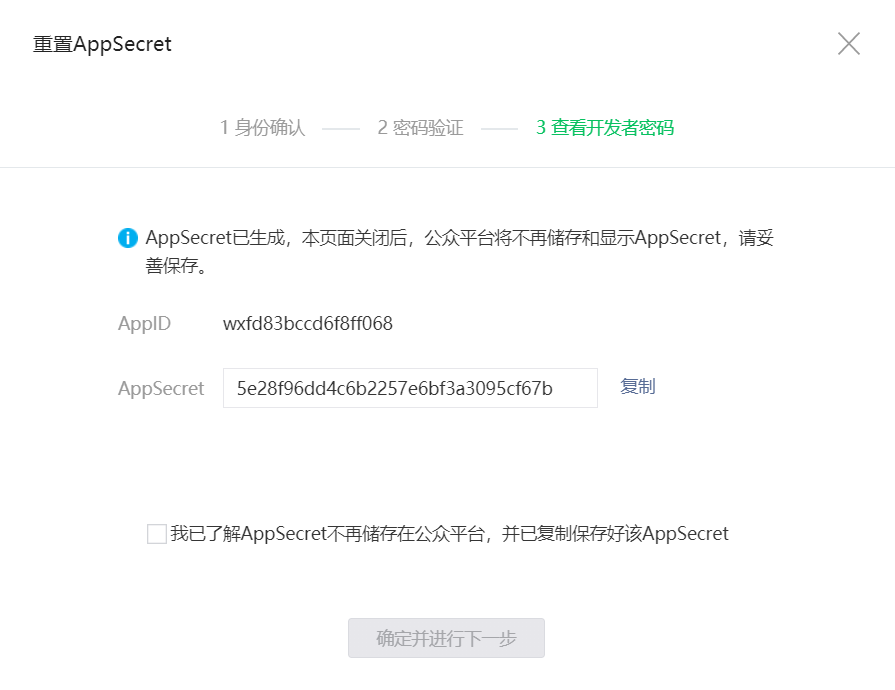 重置AppSecret
1 身份确认 2 密码验证 3 查看开发者密码
AppSecret已生成，本页面关闭后，公众平台将不再储存和显示AppSecret，请妥
善保存。
AppID wxfd83bccd6f8ff068
AppSecret 5e28f96dd4c6b2257e6bf3a3095cf67b 复制
我已了解AppSecret不再储存在公众平台，并已复制保存好该AppSecret
确定并进行下一步